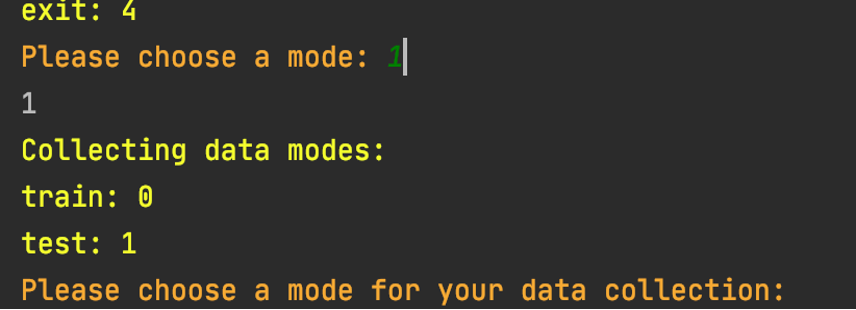 exit: 4
Please choose a mode: 1
1
Collecting data modes:
train: 0
test: 1
Please choose a mode for your data collection: